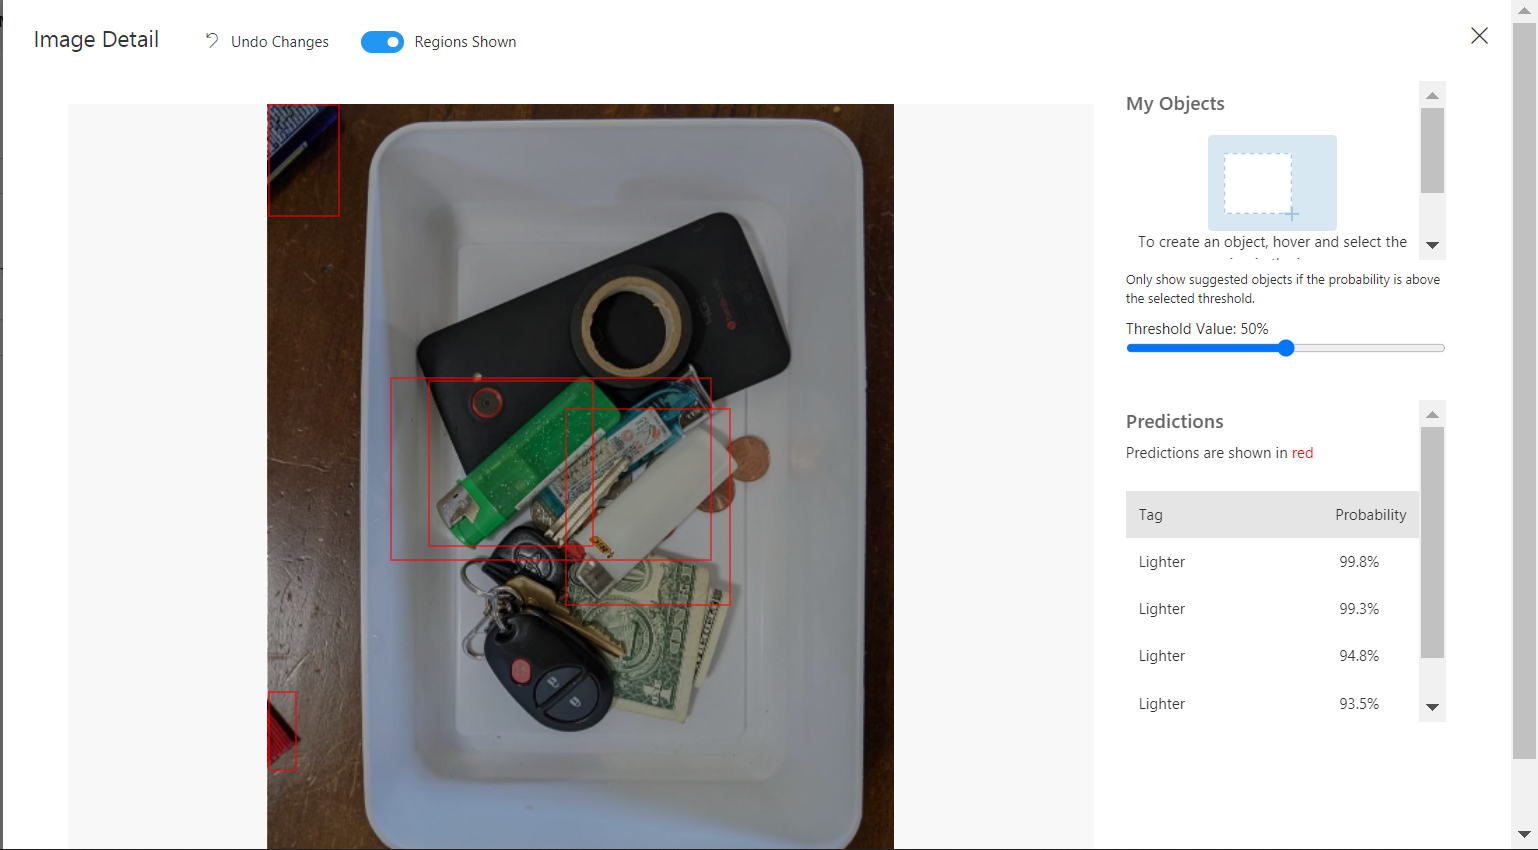 Image Detail
Undo Changes
Regions Shown
My Objects
To create an object, hover and select the
Only show suggested objects if the probability is above
the selected threshold.
Threshold Value: 50%
Predictions
Predictions are shown in red
Tag Probability
Lighter 99.8%
Lighter 99.3%
Lighter 94.8%
Lighter 93.5%